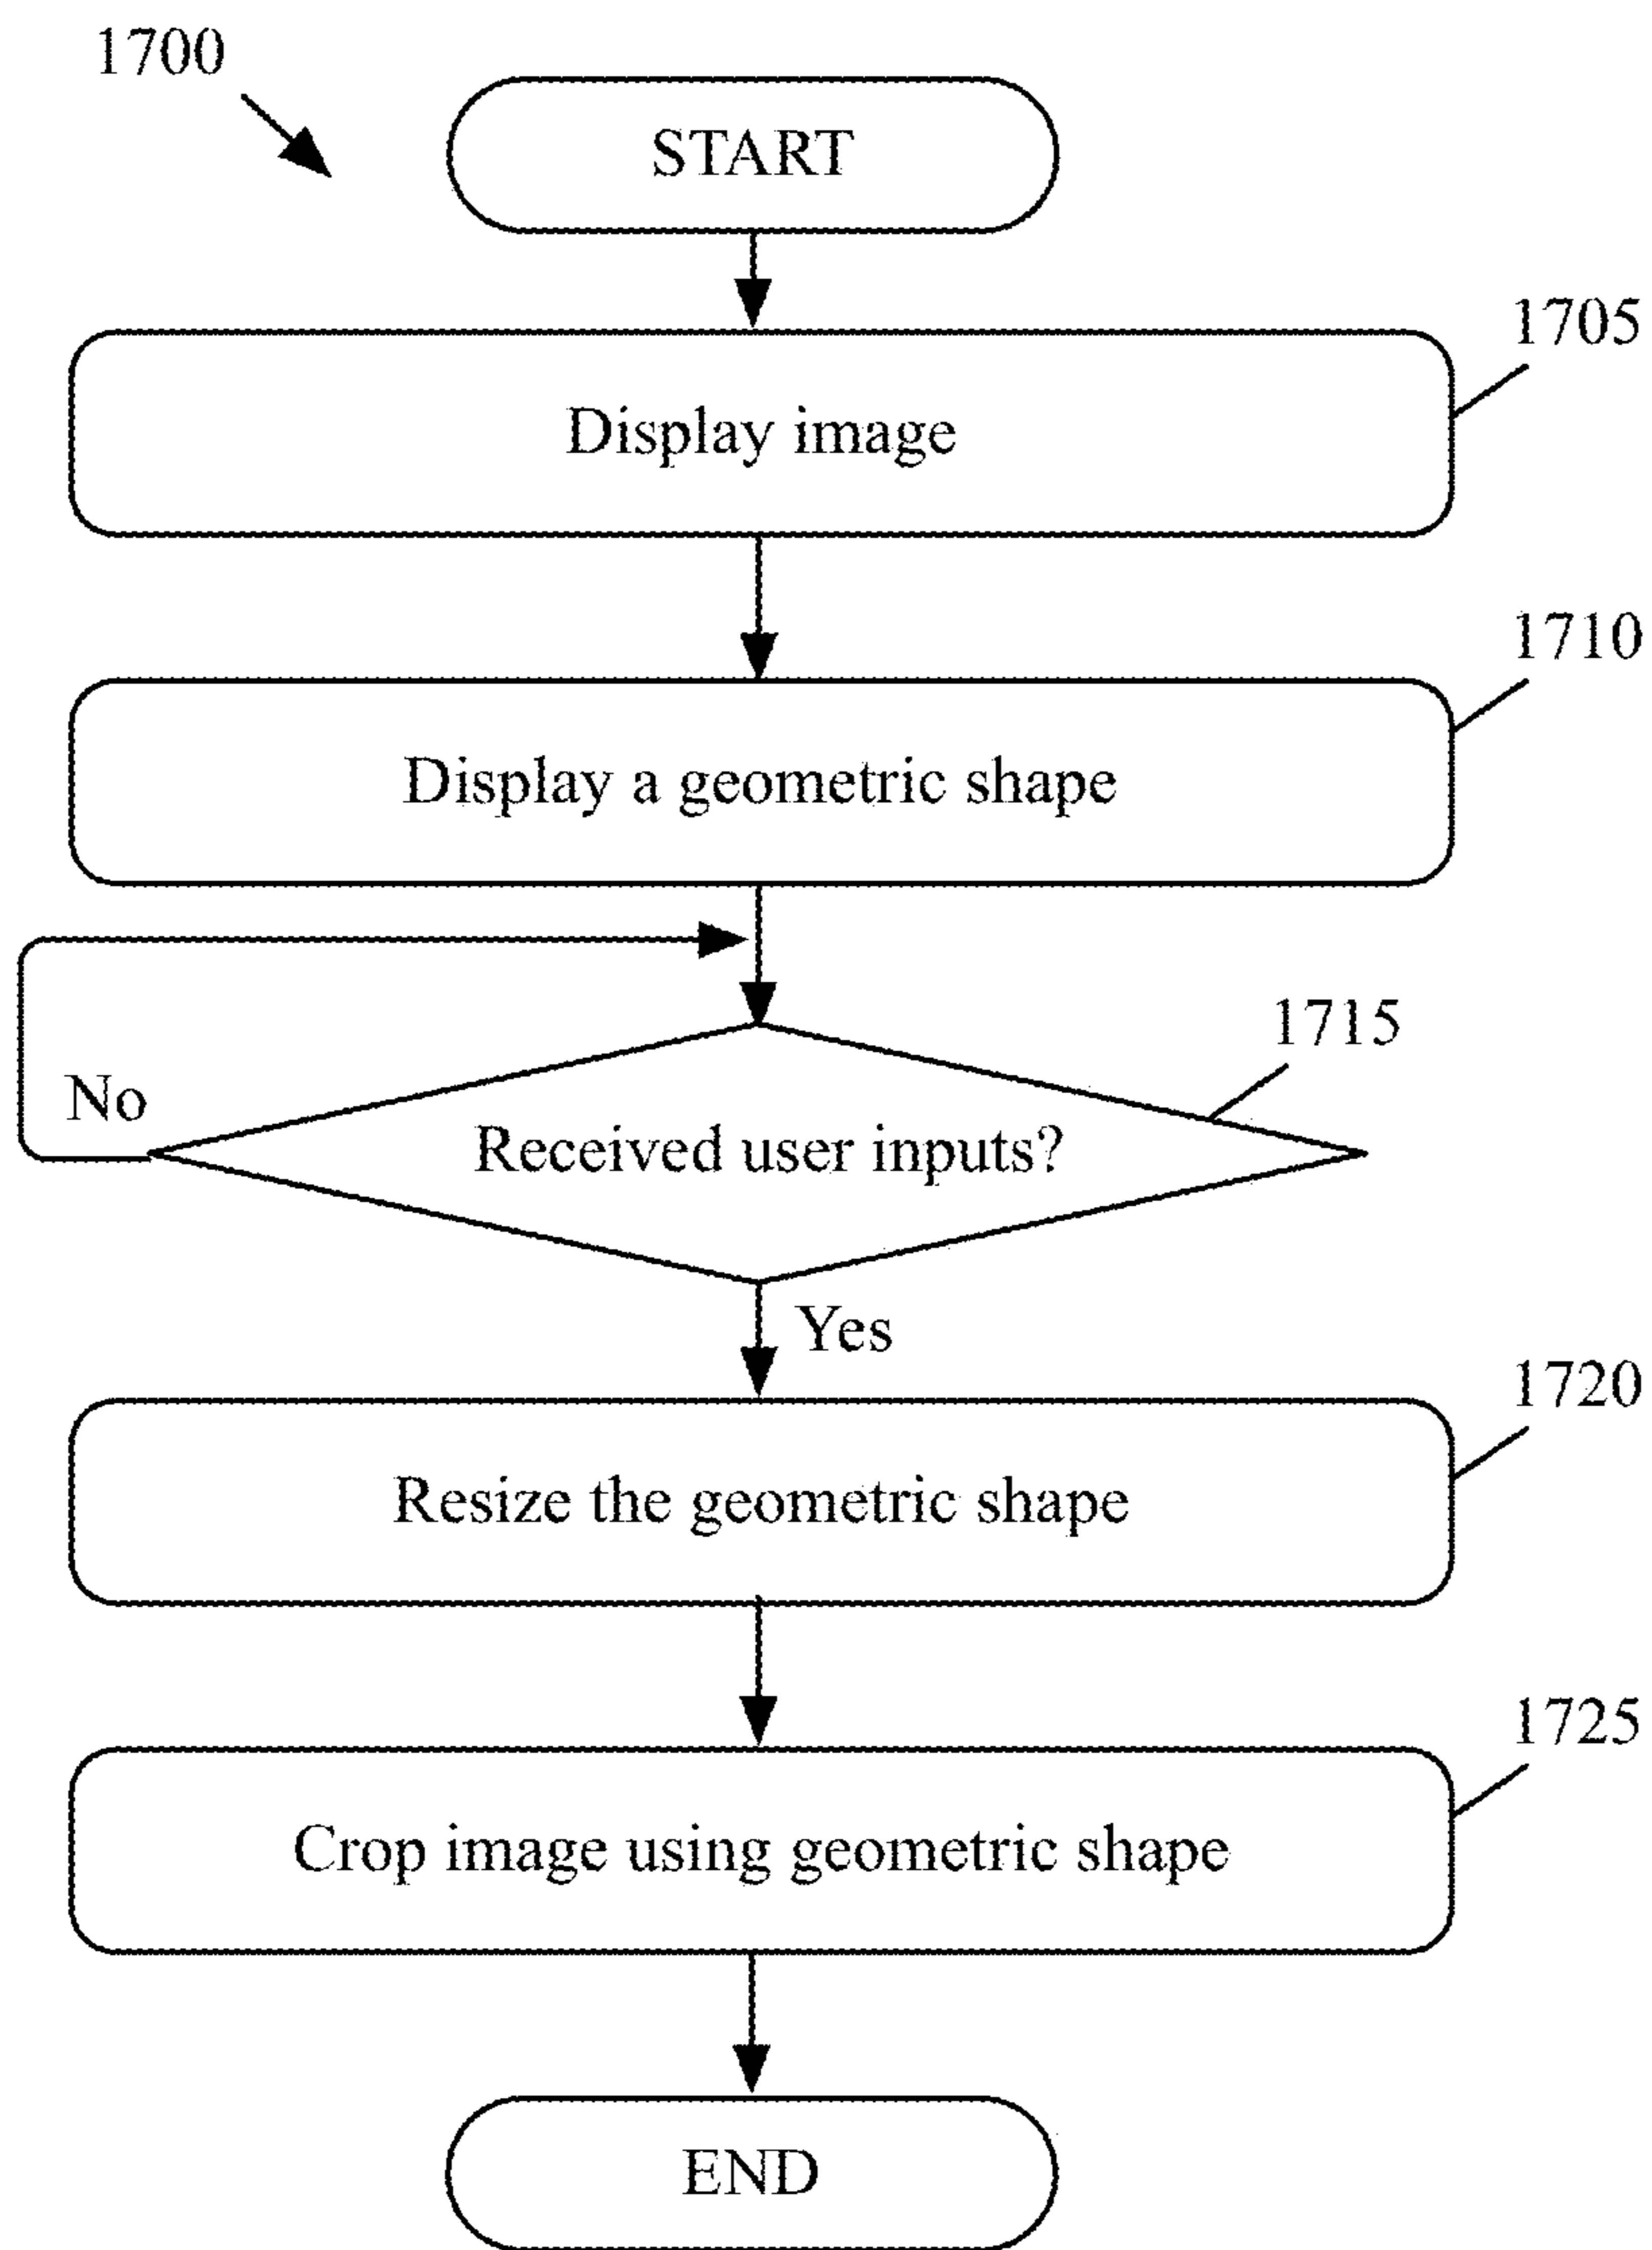 1700
START
1705
Display image
1710
Display a geometric shape
1715
No
Received user inputs?
Yes
1720
Resize the geometric shape
1725
Crop image using geometric shape
END